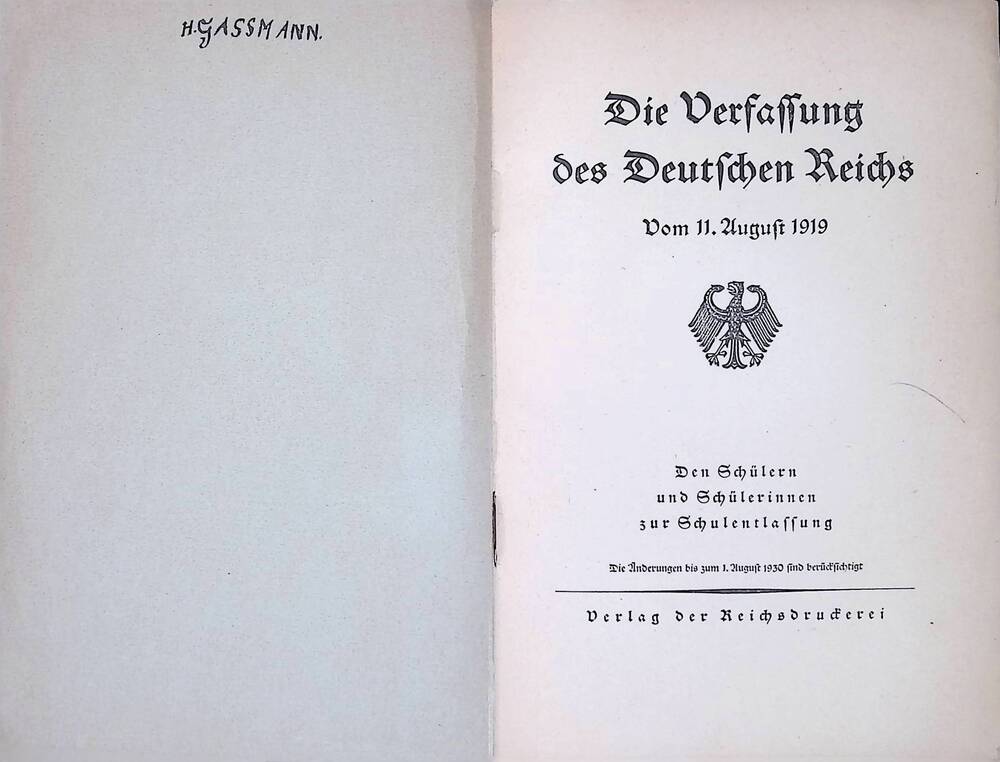 H. GASSMANN.
Die Verfaſſung
des Deutſchen Reichs
Vom 11. Auguſt 1919
Den Schülern
und Schülerinnen
zur Schulentlaſſung
Die Änderungen bis zum 1. Auguſt 1930 ſind berückſichtigt
Verlag der Reichsdruckerei